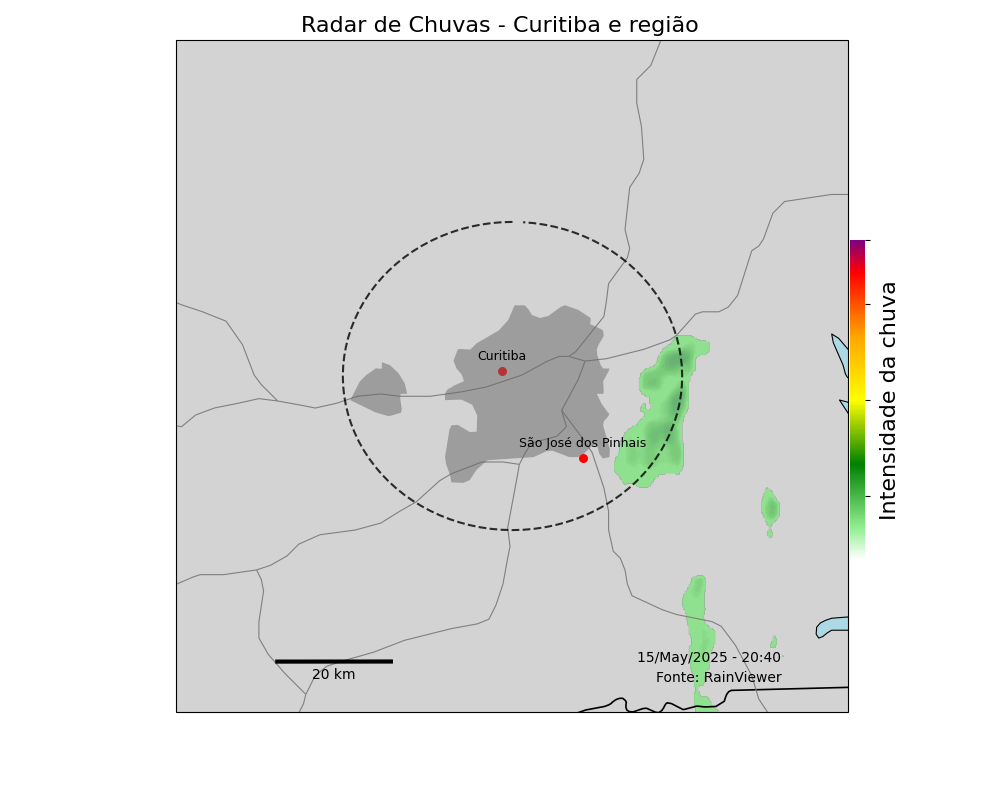 Radar de Chuvas - Curitiba e região
Curitiba
São José dos Pinhais
Intensidade da chuva
15/May/2025 - 20:40
20 km
Fonte: RainViewer